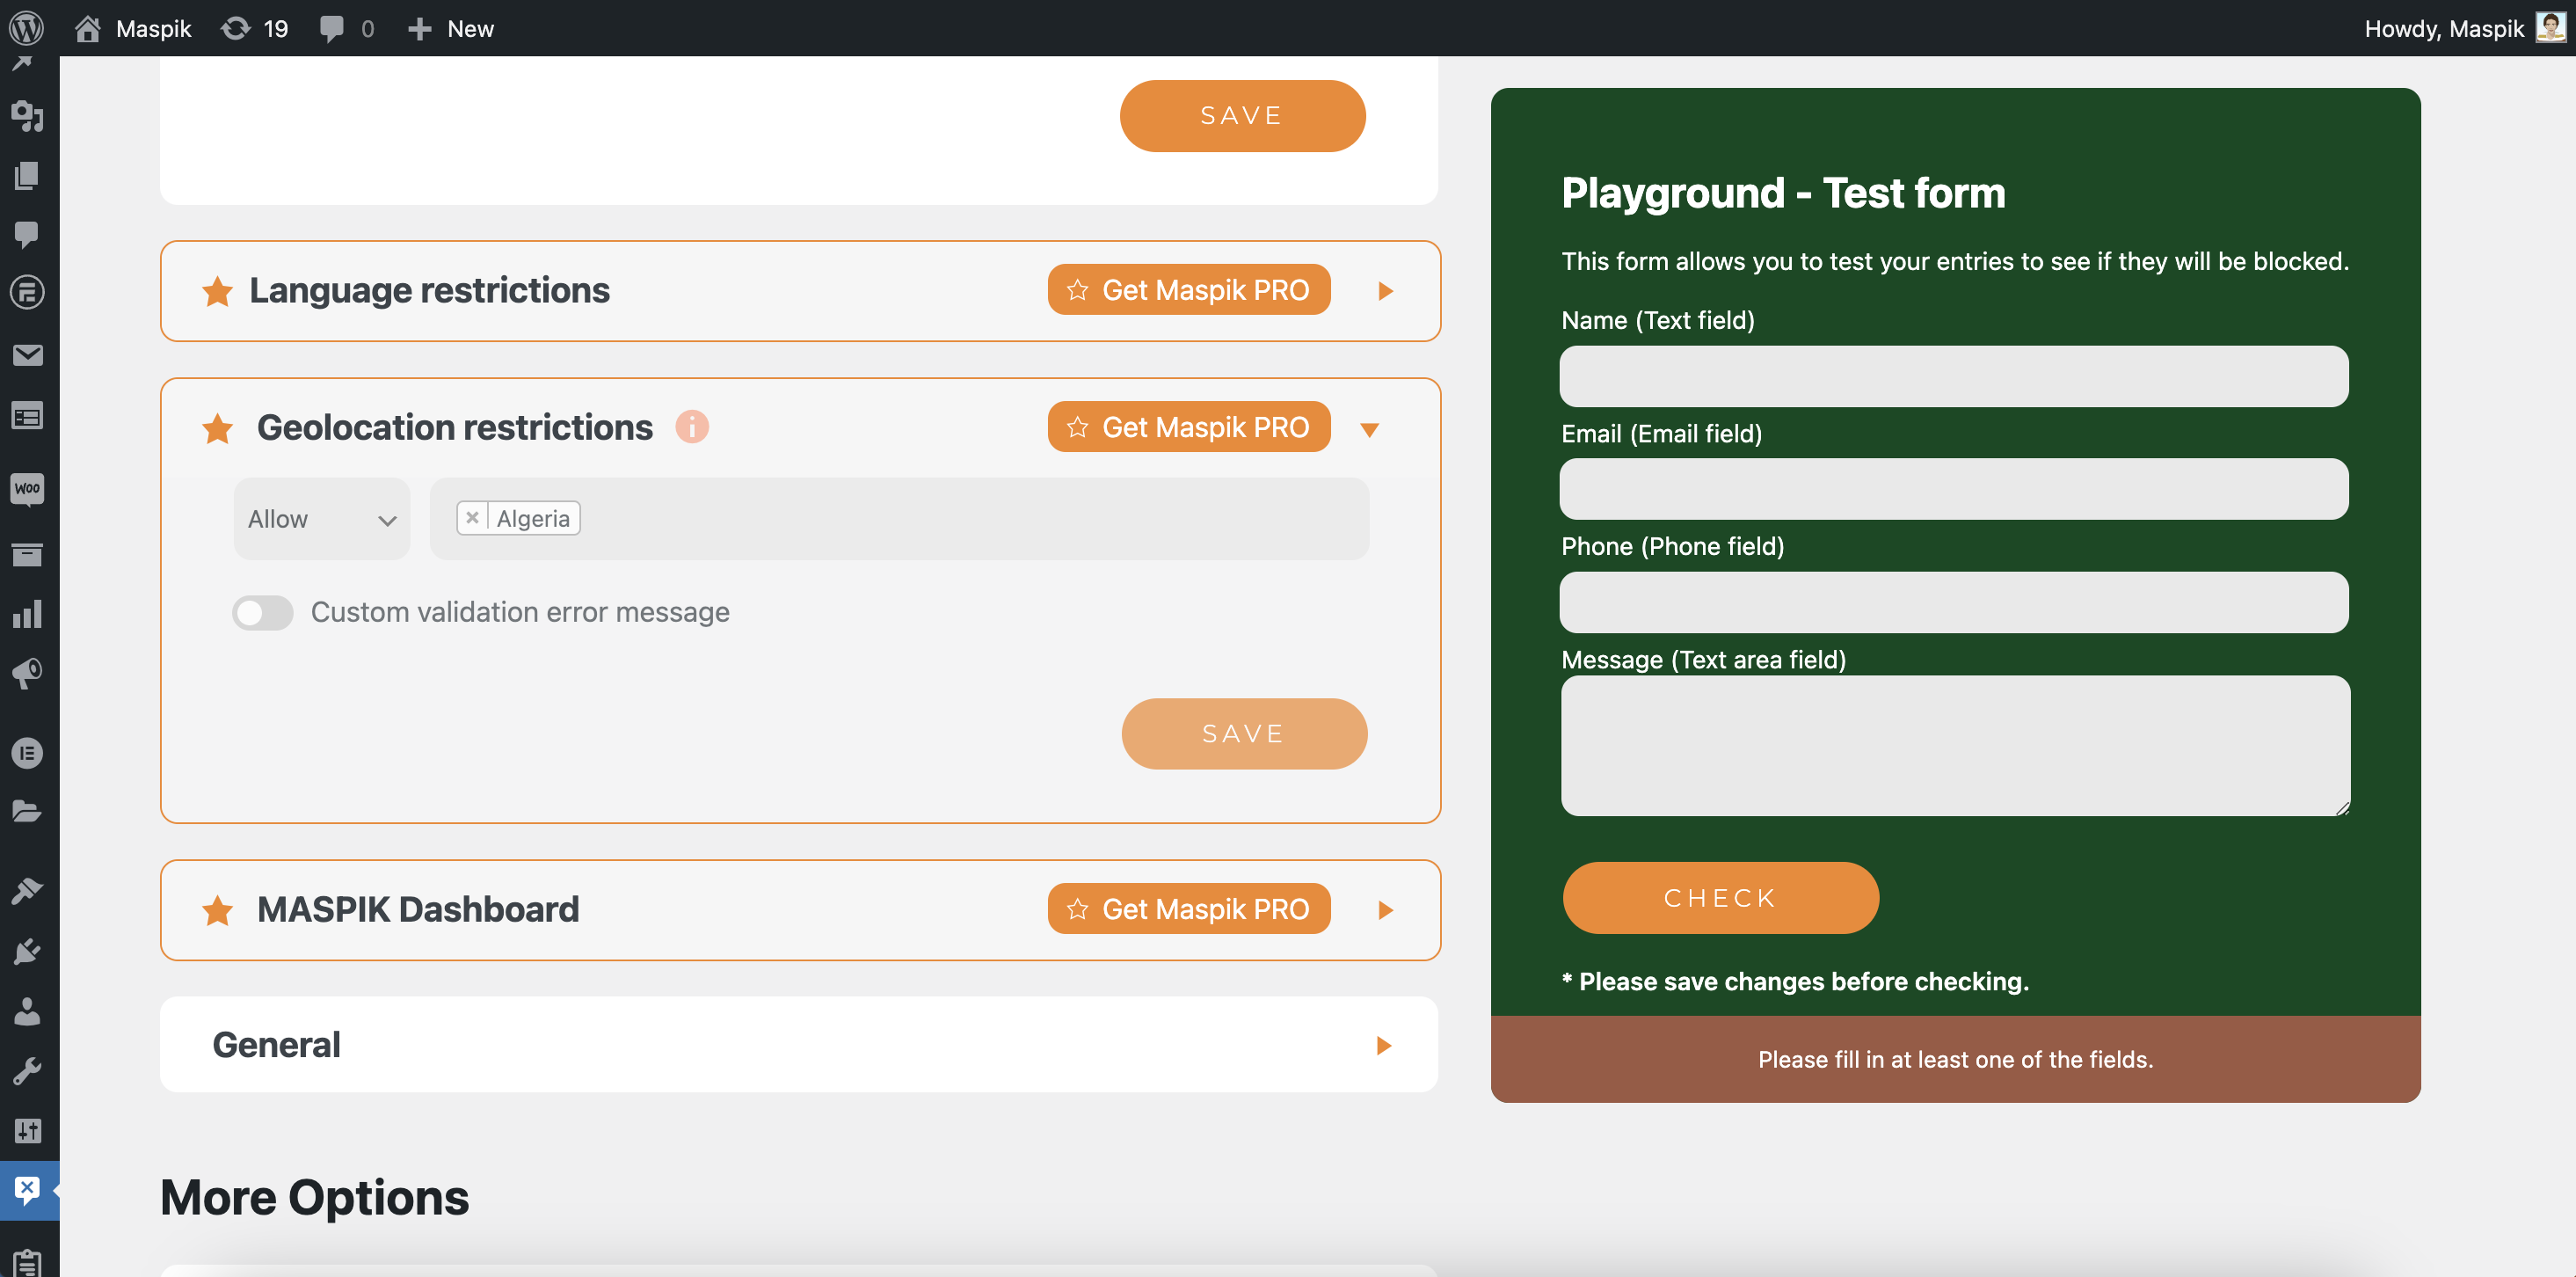 Maspik
19
0
New
Howdy, Maspik
SAVE
Language restrictions
Get Maspik PRO
Geolocation restrictions
i
Get Maspik PRO
Allow
× Algeria
Custom validation error message
SAVE
MASPIK Dashboard
Get Maspik PRO
General
More Options
Woo
Playground - Test form
This form allows you to test your entries to see if they will be blocked.
Name (Text field)
Email (Email field)
Phone (Phone field)
Message (Text area field)
CHECK
* Please save changes before checking.
Please fill in at least one of the fields.